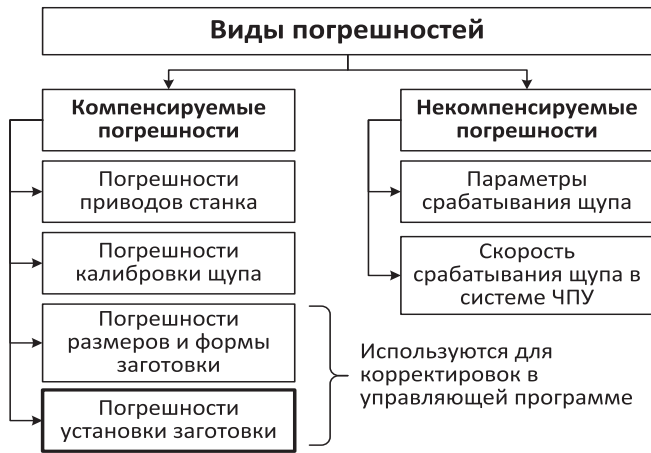 Виды погрешностей
Компенсируемые
погрешности
Погрешности
приводов станка
Погрешности
калибровки щупа
Погрешности
размеров и формы
заготовки
Погрешности
установки заготовки
Используются для
корректировок в
управляющей программе
Некомпенсируемые
погрешности
Параметры
срабатывания щупа
Скорость
срабатывания щупа в
системе ЧПУ